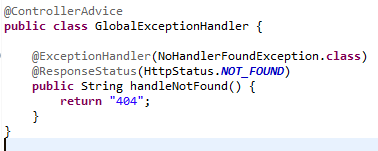 @ControllerAdvice
public class GlobalExceptionHandler {
@ExceptionHandler(NoHandlerFoundException.class)
@ResponseStatus(HttpStatus.NOT_FOUND)
public String handleNotFound() {
return "404";
}
}